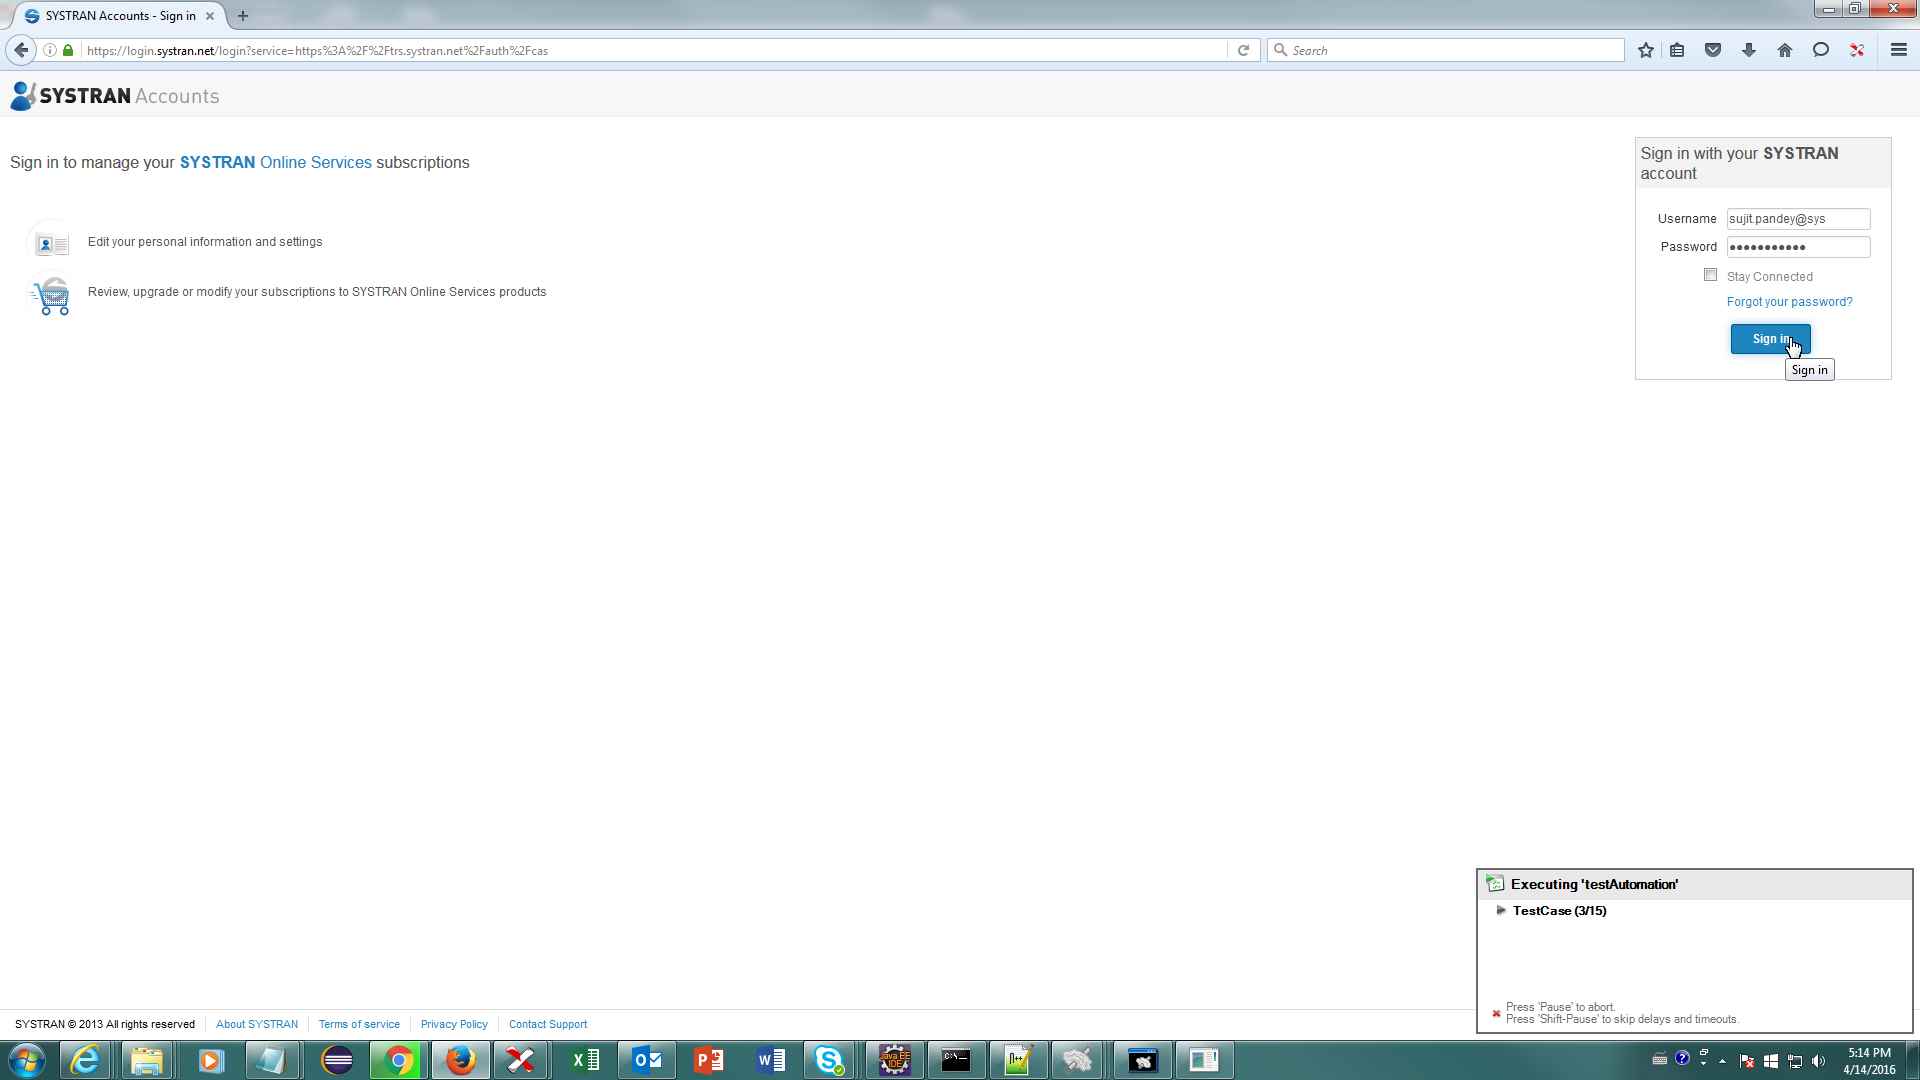 SYSTRAN Accounts - Sign in
https://login.systran.net/login?service=https%3A%2F%2Ftrs.systran.net%2Fauth%2Fcas
Search
SYSTRAN Accounts
Sign in to manage your SYSTRAN Online Services subscriptions
Edit your personal information and settings
Review, upgrade or modify your subscriptions to SYSTRAN Online Services products
Sign in with your SYSTRAN
account
Username sujit.pandey@sys
Password
Stay Connected
Forgot your password?
Sign in
Sign in
Executing 'testAutomation'
TestCase (3/15)
Press 'Pause' to abort.
Press 'Shift-Pause' to skip delays and timeouts.
SYSTRAN © 2013 All rights reserved About SYSTRAN Terms of service Privacy Policy Contact Support
Java EE
IDE
C:\_
5:14 PM
4/14/2016